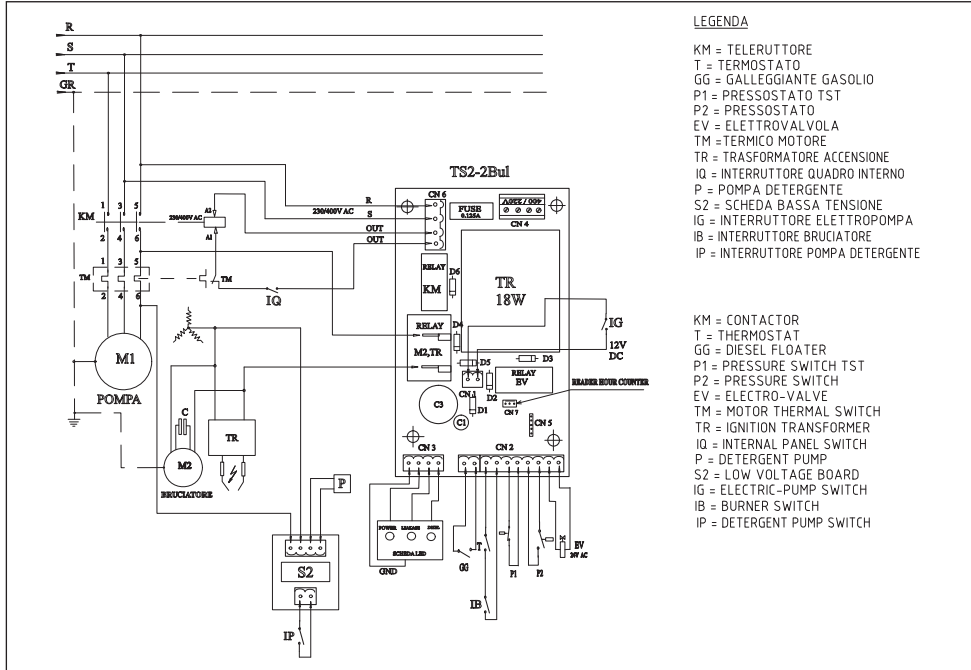 LEGENDA
KM = TELERUTTORE
T = TERMOSTATO
GG = GALLEGGIANTE GASOLIO
P1 = PRESSOSTATO TST
P2 = PRESSOSTATO
EV = ELETTROVALVOLA
TM =TERMICO MOTORE
TR = TRASFORMATORE ACCENSIONE
IQ = INTERRUTTORE QUADRO INTERNO
P = POMPA DETERGENTE
S2 = SCHEDA BASSA TENSIONE
IG = INTERRUTTORE ELETTROPOMPA
IB = INTERRUTTORE BRUCIATORE
IP = INTERRUTTORE POMPA DETERGENTE
KM = CONTACTOR
T = THERMOSTAT
GG = DIESEL FLOATER
P1 = PRESSURE SWITCH TST
P2 = PRESSURE SWITCH
EV = ELECTRO-VALVE
TM = MOTOR THERMAL SWITCH
TR = IGNITION TRANSFORMER
IQ = INTERNAL PANEL SWITCH
P = DETERGENT PUMP
S2 = LOW VOLTAGE BOARD
IG = ELECTRIC-PUMP SWITCH
IB = BURNER SWITCH
IP = DETERGENT PUMP SWITCH
R
S
T
GR
TS2-2Bul
CN 6
FUSE
0.125A
400 / 230V
CN 4
230/400V AC
R
S
OUT
OUT
1 3 5
KM
2 4 6
230/400V AC
A2
A1
1 3 5
TM
2 4 6
TM
IQ
RELAY
KM
D6
TR
18W
RELAY
M2,TR
D4
D5
D3
IG
12V
DC
RELAY
EV
READER HOUR COUNTER
CN 7
D2
D1
C3
C1
CN 5
CN 3
CN 2
M1
POMPA
C
M2
BRUCIATORE
TR
P
S2
IP
POWER LEAKAGE
SCHEDA LED
GND
GG
T
IB
P1
P2
EV
24V AC